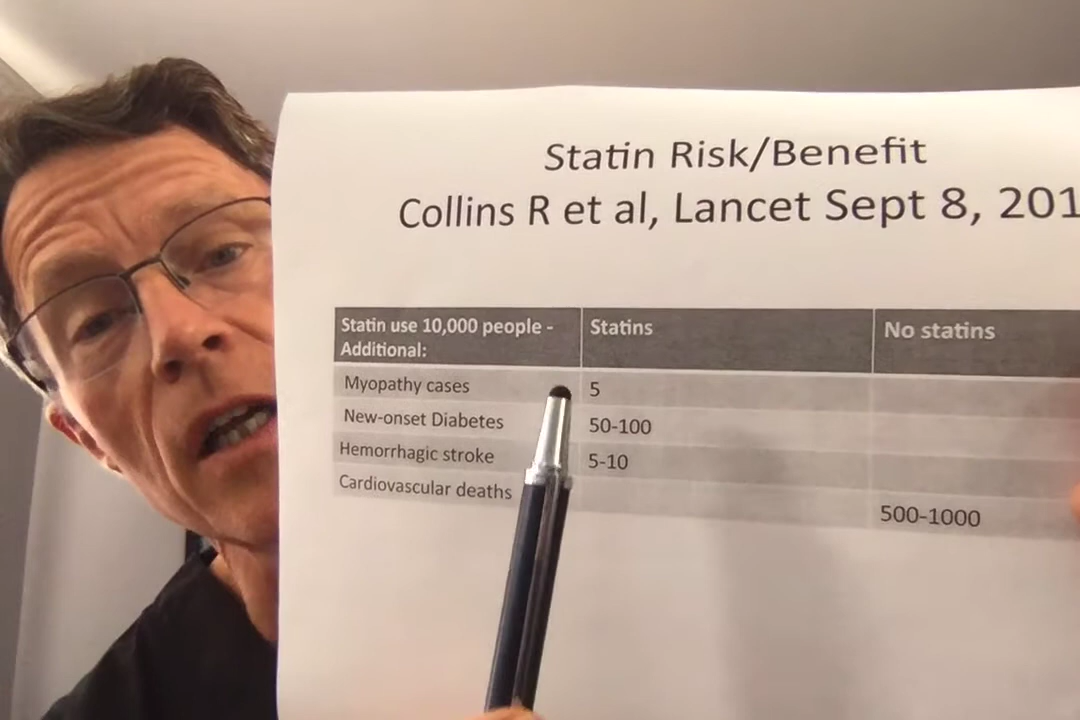 Statin Risk/Benefit
Collins R et al, Lancet Sept 8, 201
Statin use 10,000 people - Statins No statins
Additional:
Myopathy cases 5
New-onset Diabetes 50-100
Hemorrhagic stroke 5-10
Cardiovascular deaths 500-1000